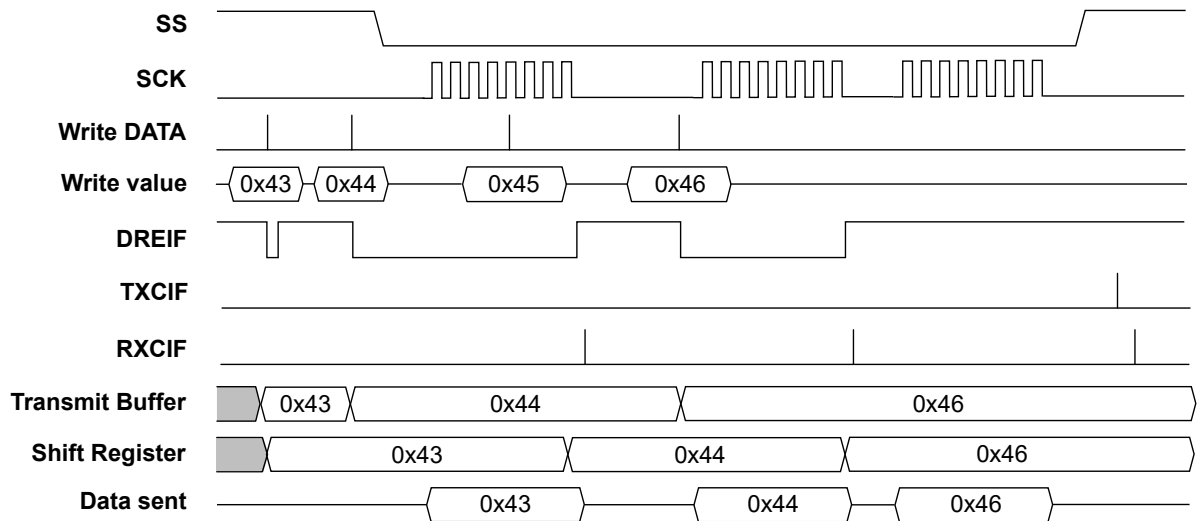 SS
SCK
Write DATA
Write value 0x43 0x44 0x45 0x46
DREIF
TXCIF
RXCIF
Transmit Buffer 0x43 0x44 0x46
Shift Register 0x43 0x44 0x46
Data sent 0x43 0x44 0x46